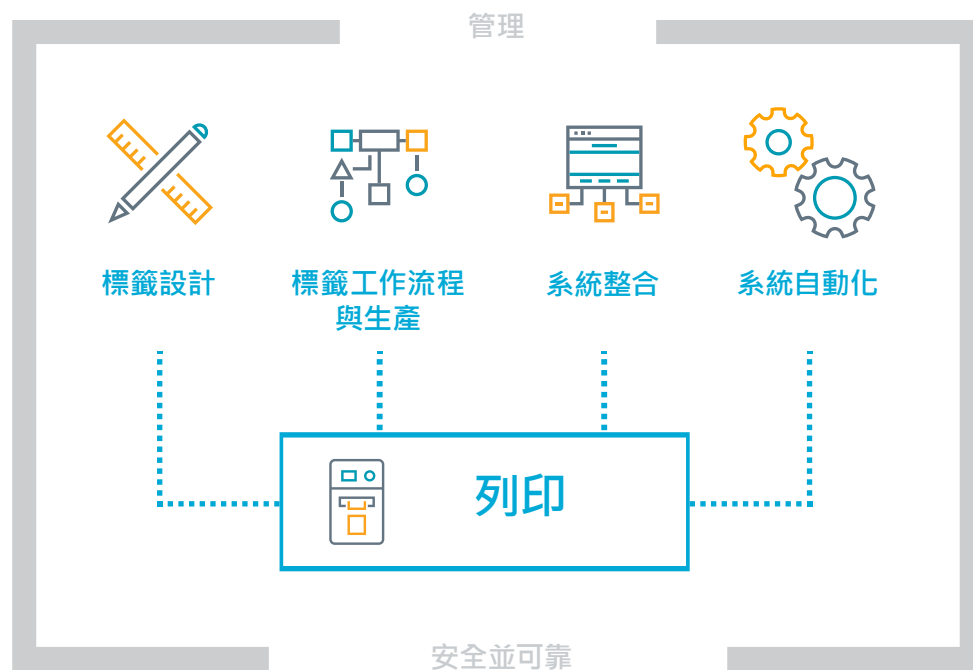 管理
標籤設計
標籤工作流程
與生產
系統整合
系統自動化
列印
安全並可靠